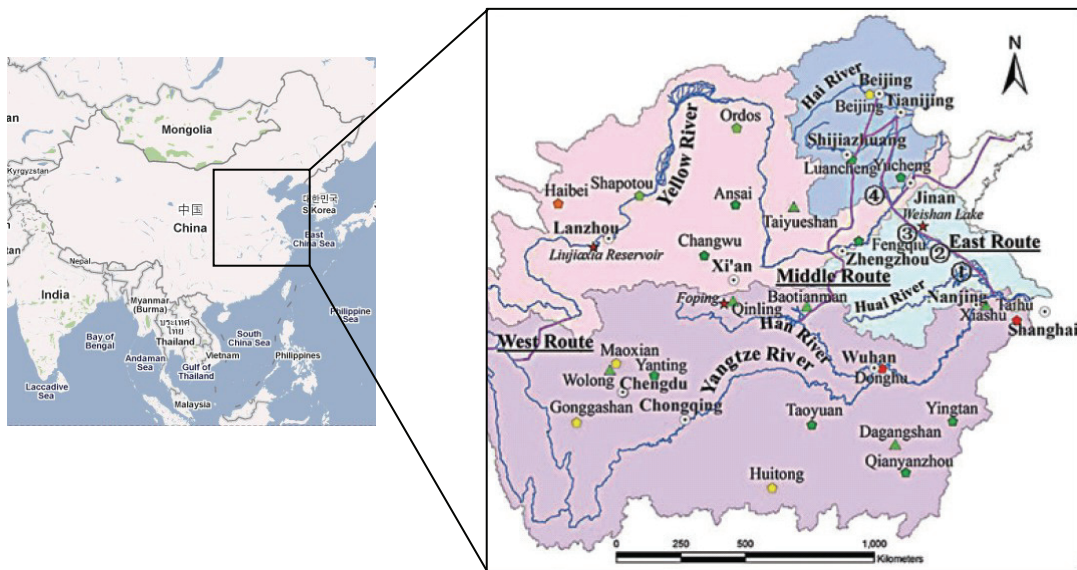 an
Mongolia
Kyrgyzstan
中国
China
대한민국
S Korea
East
China Sea
Nepal
India
Myanmar
(Burma)
ประเทศ
ไทย
Thailand
Bay of
Bengal
Andaman
Sea
Gulf of
Thailand
Vietnam
South
China Sea
Philippines
Philippine
Sea
Laccadive
Sea
Malaysia
N
Hai River
Beijing
Beijing
Tianijing
Ordos
Yellow River
Shijiazhuang
Luancheng
Yucheng
Haibei
Shapotou
Ansai
Taiyueshan
④
Jinan
Weishan Lake
Lanzhou
Liujiaxia Reservoir
Changwu
③
Fengqiu
East Route
②
Zhengzhou
Xi'an
Middle Route
①
Foping
Qinling
Baotianman
Huai River
Nanjing
Taihu
Xiashu
Shanghai
Han River
West Route
Maoxian
Yanting
Wolong
Chengdu
Yangtze River
Wuhan
Donghu
Gonggashan
Chongqing
Taoyuan
Yingtan
Dagangshan
Qianyanzhou
Huitong
0 250 500 1,000
Kilometers